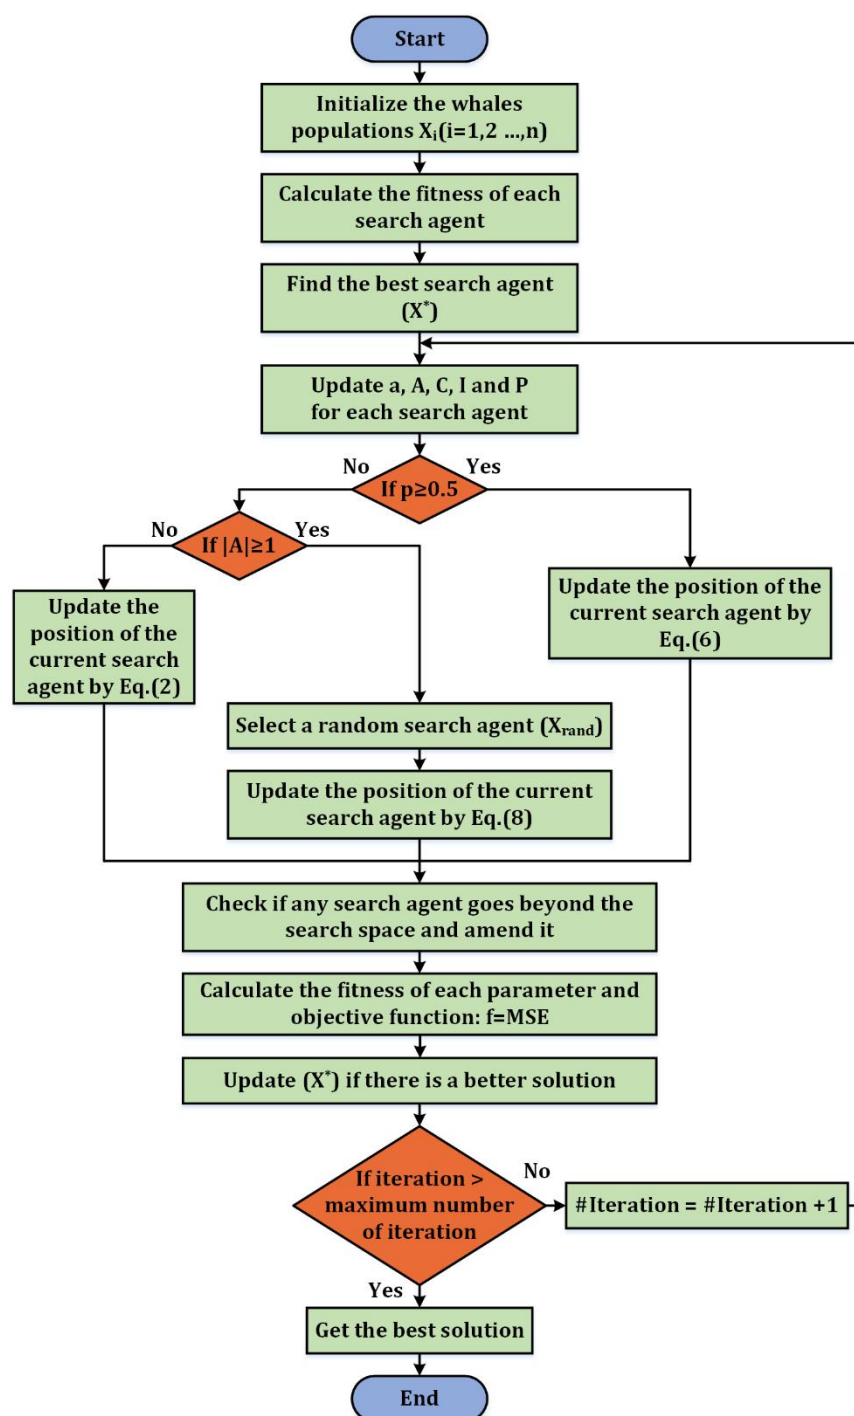 Start
Initialize the whales
populations Xᵢ(i=1,2 ...,n)
Calculate the fitness of each
search agent
Find the best search agent
(X*)
Update a, A, C, I and P
for each search agent
No
Yes
If p≥0.5
No
Yes
If |A|≥1
Update the
position of the
current search
agent by Eq.(2)
Update the position of the
current search agent by
Eq.(6)
Select a random search agent (X_rand)
Update the position of the current
search agent by Eq.(8)
Check if any search agent goes beyond the
search space and amend it
Calculate the fitness of each parameter and
objective function: f=MSE
Update (X*) if there is a better solution
If iteration >
maximum number
of iteration
No
#Iteration = #Iteration +1
Yes
Get the best solution
End